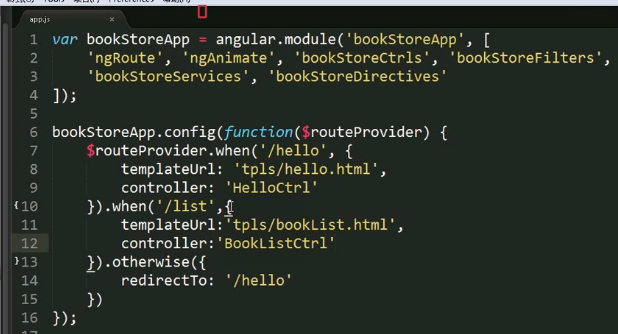 app.js
1 var bookStoreApp = angular.module('bookStoreApp', [
2     'ngRoute', 'ngAnimate', 'bookStoreCtrls', 'bookStoreFilters',
3     'bookStoreServices', 'bookStoreDirectives'
4 ]);
5
6 bookStoreApp.config(function($routeProvider) {
7     $routeProvider.when('/hello', {
8         templateUrl: 'tpls/hello.html',
9         controller: 'HelloCtrl'
10     }).when('/list',{
11         templateUrl:'tpls/bookList.html',
12         controller:'BookListCtrl'
13     }).otherwise({
14         redirectTo: '/hello'
15     })
16 });